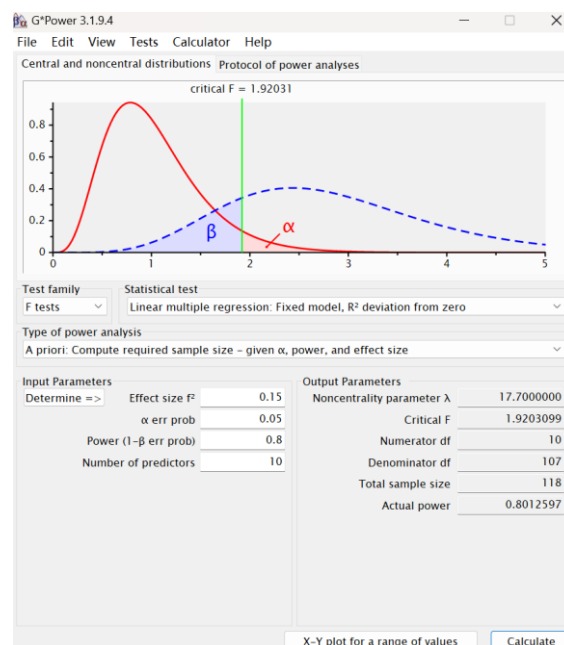 G*Power 3.1.9.4
File Edit View Tests Calculator Help
Central and noncentral distributions Protocol of power analyses
critical F = 1.92031
0.8
0.6
0.4
0.2
0
β
α
0 1 2 3 4 5
Test family Statistical test
F tests Linear multiple regression: Fixed model, R² deviation from zero
Type of power analysis
A priori: Compute required sample size – given α, power, and effect size
Input Parameters Output Parameters
Determine => Effect size f² 0.15 Noncentrality parameter λ 17.7000000
α err prob 0.05 Critical F 1.9203099
Power (1-β err prob) 0.8 Numerator df 10
Number of predictors 10 Denominator df 107
Total sample size 118
Actual power 0.8012597
X-Y plot for a range of values Calculate